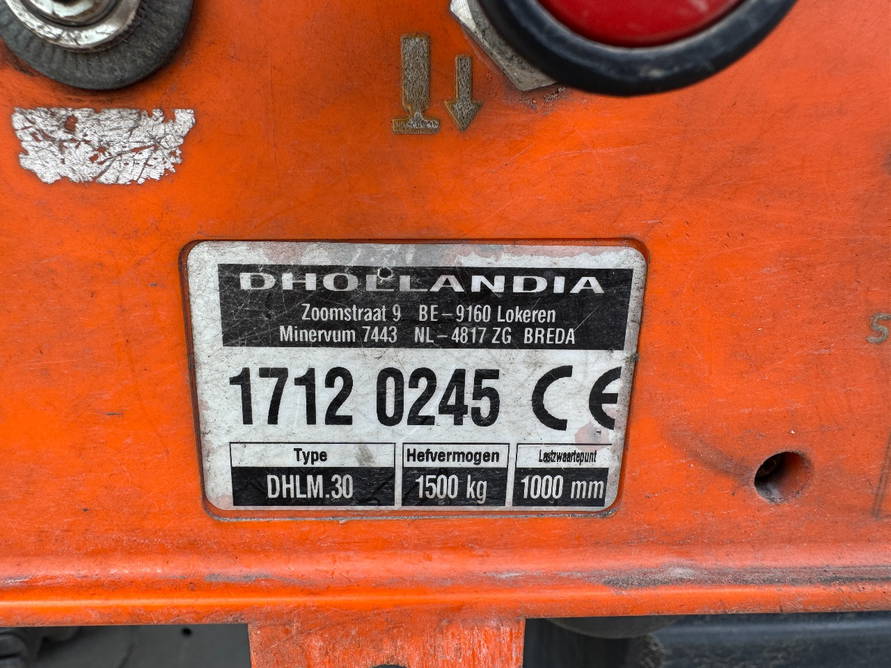 DHOLLANDIA
Zoomstraat 9 BE-9160 Lokeren
Minervum 7443 NL-4817 ZG BREDA
1712 0245 CE
Type Hefvermogen Lastzwaartepunt
DHLM.30 1500 kg 1000 mm
S